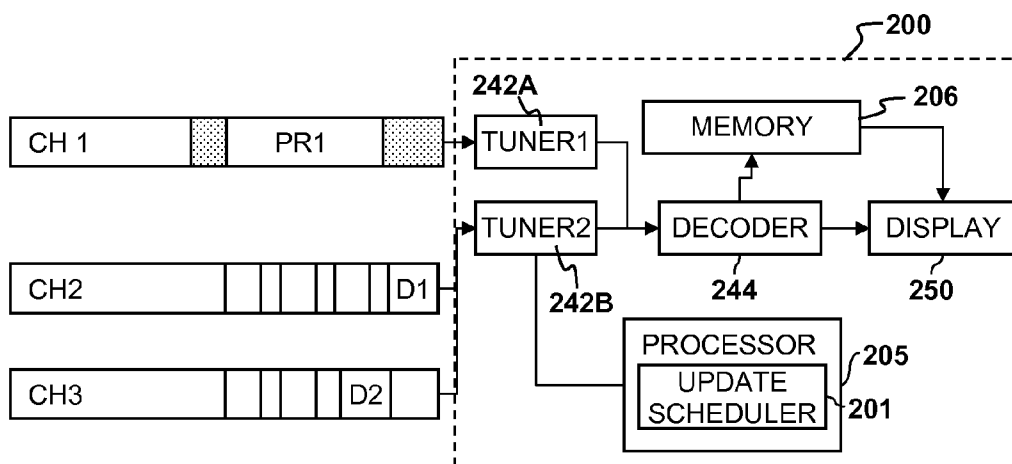 200
242A
206
CH 1
PR1
TUNER1
MEMORY
TUNER2
DECODER
DISPLAY
CH2
D1
242B
244
250
PROCESSOR
205
UPDATE
SCHEDULER
201
CH3
D2